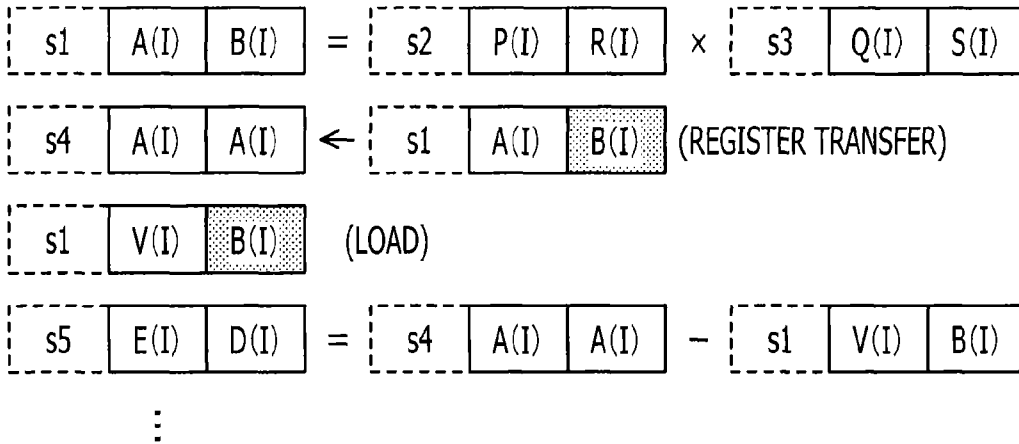 s1 A(I) B(I) = s2 P(I) R(I) × s3 Q(I) S(I)
s4 A(I) A(I) ← s1 A(I) B(I) (REGISTER TRANSFER)
s1 V(I) B(I) (LOAD)
s5 E(I) D(I) = s4 A(I) A(I) − s1 V(I) B(I)
⋮